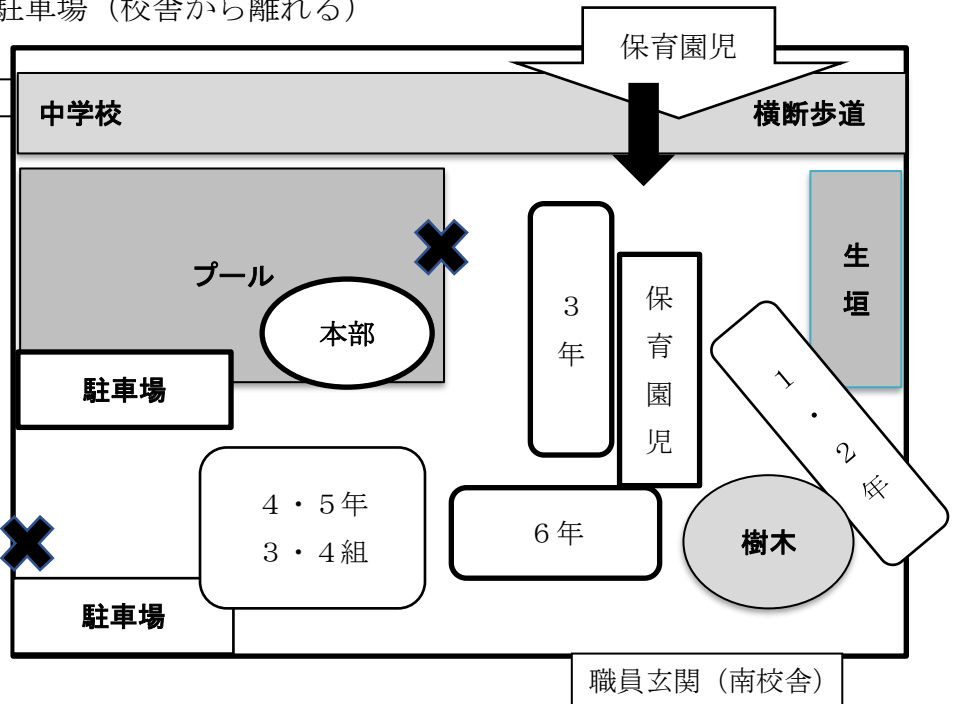 駐車場（校舎から離れる）
保育園児
中学校
横断歩道
プール
本部
駐車場
３
年
保
育
園
児
生
垣
１・２年
４・５年
３・４組
６年
樹木
駐車場
職員玄関（南校舎）